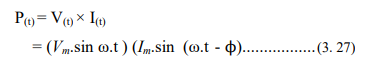 P(t) = V(t) × I(t)
= (Vm.sin ω.t ) (Im.sin (ω.t - ϕ)..................(3. 27)